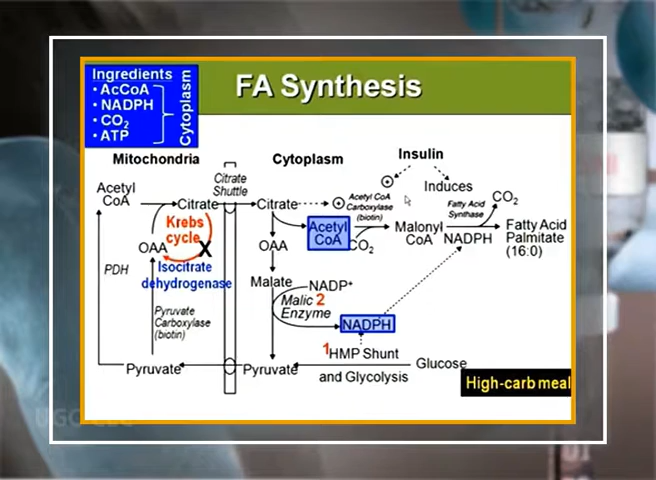 Ingredients
• AcCoA
• NADPH
• CO₂
• ATP
Cytoplasm
FA Synthesis
Mitochondria
Cytoplasm
Insulin
Citrate
Shuttle
Acetyl
CoA
Citrate
Citrate
+
+
Acetyl CoA
Carboxylase
(biotin)
Induces
Fatty Acid
Synthase
CO₂
Krebs
cycle
X
OAA
OAA
Acetyl
CoA
CO₂
Malonyl
CoA
NADPH
Fatty Acid
Palmitate
(16:0)
PDH
Isocitrate
dehydrogenase
Malate
NADP⁺
Malic 2
Enzyme
NADPH
Pyruvate
Carboxylase
(biotin)
1 HMP Shunt
and Glycolysis
Pyruvate
Pyruvate
Glucose
High-carb meal
UGC-CEC